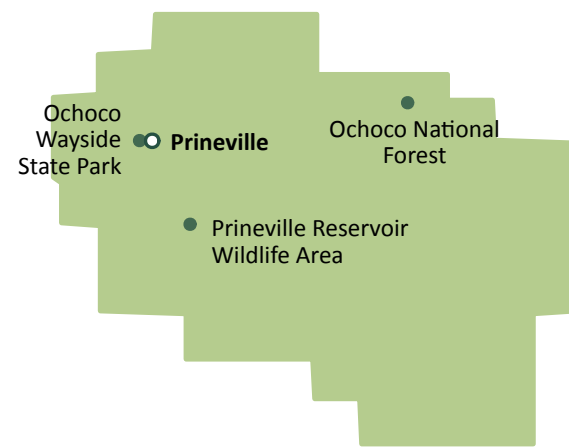 Ochoco
Wayside
State Park
Prineville
Ochoco National
Forest
Prineville Reservoir
Wildlife Area